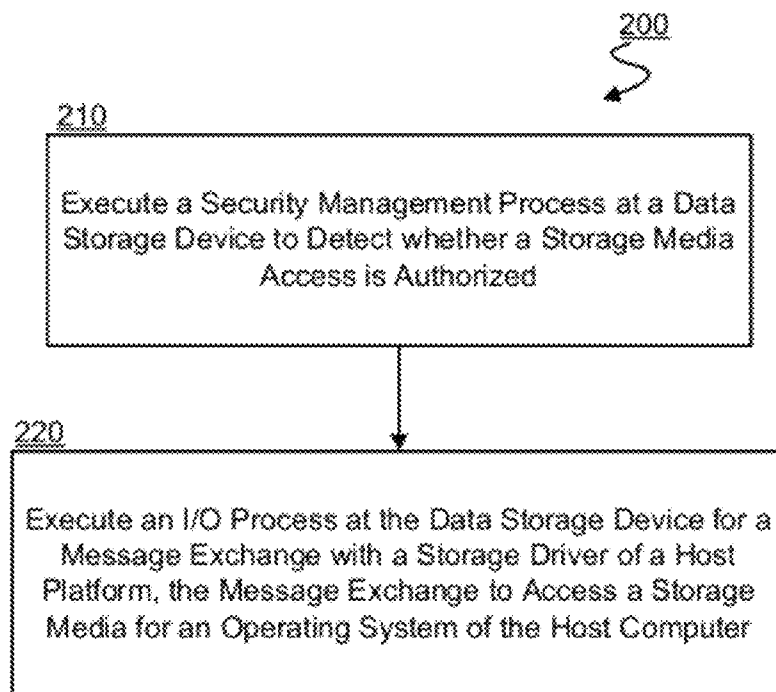 200
210
Execute a Security Management Process at a Data
Storage Device to Detect whether a Storage Media
Access is Authorized
220
Execute an I/O Process at the Data Storage Device for a
Message Exchange with a Storage Driver of a Host
Platform, the Message Exchange to Access a Storage
Media for an Operating System of the Host Computer